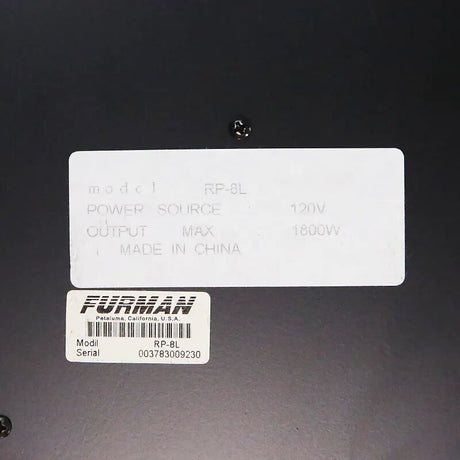 model RP-8L
POWER SOURCE : 120V
OUTPUT MAX : 1800W
MADE IN CHINA
FURMAN
Petaluma, California, U.S.A.
Modil RP-8L
Serial 003783009230